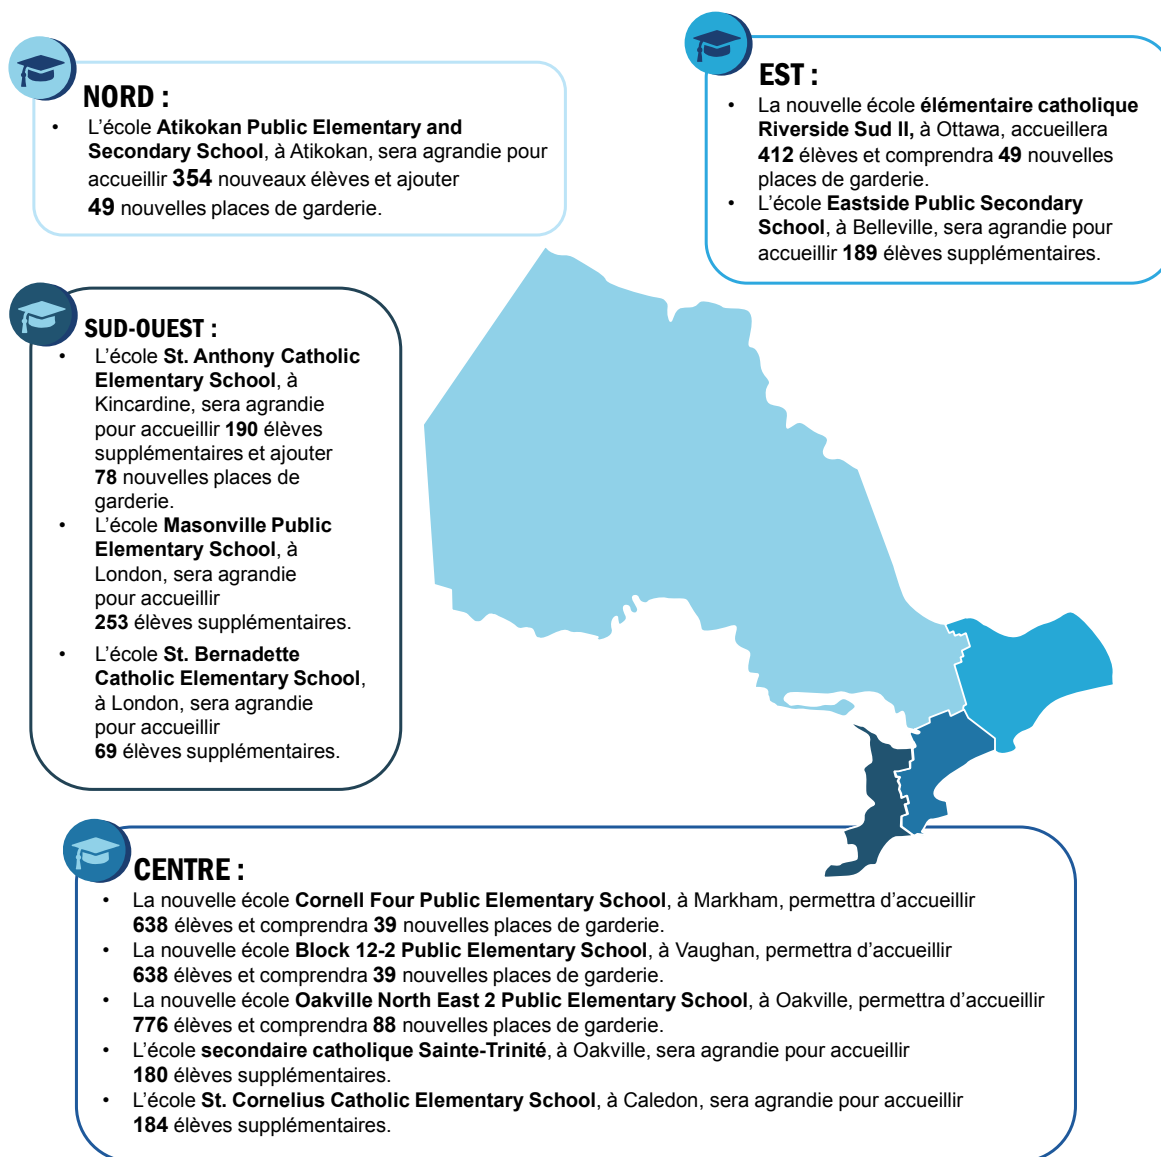 NORD :
• L’école Atikokan Public Elementary and
Secondary School, à Atikokan, sera agrandie pour
accueillir 354 nouveaux élèves et ajouter
49 nouvelles places de garderie.
EST :
• La nouvelle école élémentaire catholique
Riverside Sud II, à Ottawa, accueillera
412 élèves et comprendra 49 nouvelles
places de garderie.
• L’école Eastside Public Secondary
School, à Belleville, sera agrandie pour
accueillir 189 élèves supplémentaires.
SUD-OUEST :
• L’école St. Anthony Catholic
Elementary School, à
Kincardine, sera agrandie
pour accueillir 190 élèves
supplémentaires et ajouter
78 nouvelles places de
garderie.
• L’école Masonville Public
Elementary School, à
London, sera agrandie
pour accueillir
253 élèves supplémentaires.
• L’école St. Bernadette
Catholic Elementary School,
à London, sera agrandie
pour accueillir
69 élèves supplémentaires.
CENTRE :
• La nouvelle école Cornell Four Public Elementary School, à Markham, permettra d’accueillir
638 élèves et comprendra 39 nouvelles places de garderie.
• La nouvelle école Block 12-2 Public Elementary School, à Vaughan, permettra d’accueillir
638 élèves et comprendra 39 nouvelles places de garderie.
• La nouvelle école Oakville North East 2 Public Elementary School, à Oakville, permettra d’accueillir
776 élèves et comprendra 88 nouvelles places de garderie.
• L’école secondaire catholique Sainte-Trinité, à Oakville, sera agrandie pour accueillir
180 élèves supplémentaires.
• L’école St. Cornelius Catholic Elementary School, à Caledon, sera agrandie pour accueillir
184 élèves supplémentaires.